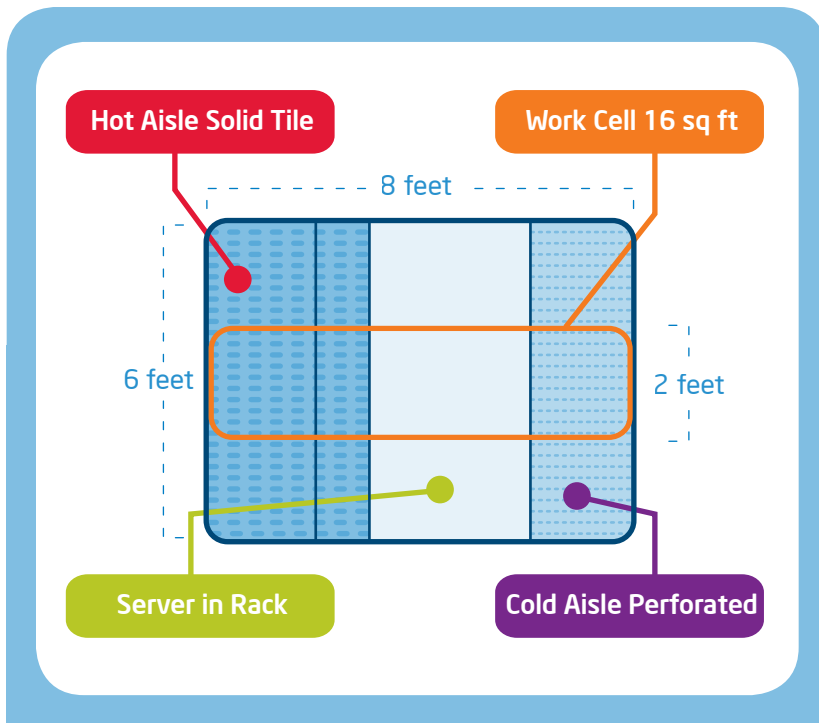 Hot Aisle Solid Tile
Work Cell 16 sq ft
8 feet
6 feet
2 feet
Server in Rack
Cold Aisle Perforated